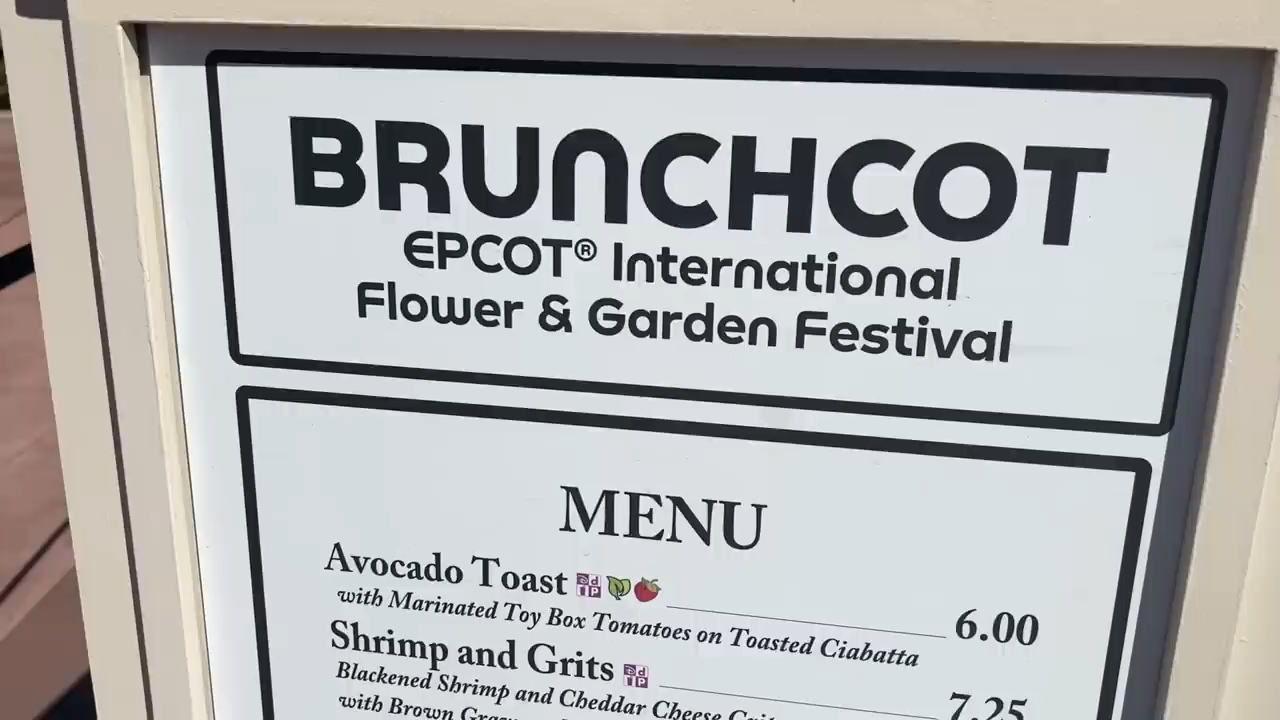 BRUNCHCOT
EPCOT® International
Flower & Garden Festival
MENU
Avocado Toast 6.00
with Marinated Toy Box Tomatoes on Toasted Ciabatta
Shrimp and Grits 7.25
Blackened Shrimp and Cheddar Cheese Grits
with Brown